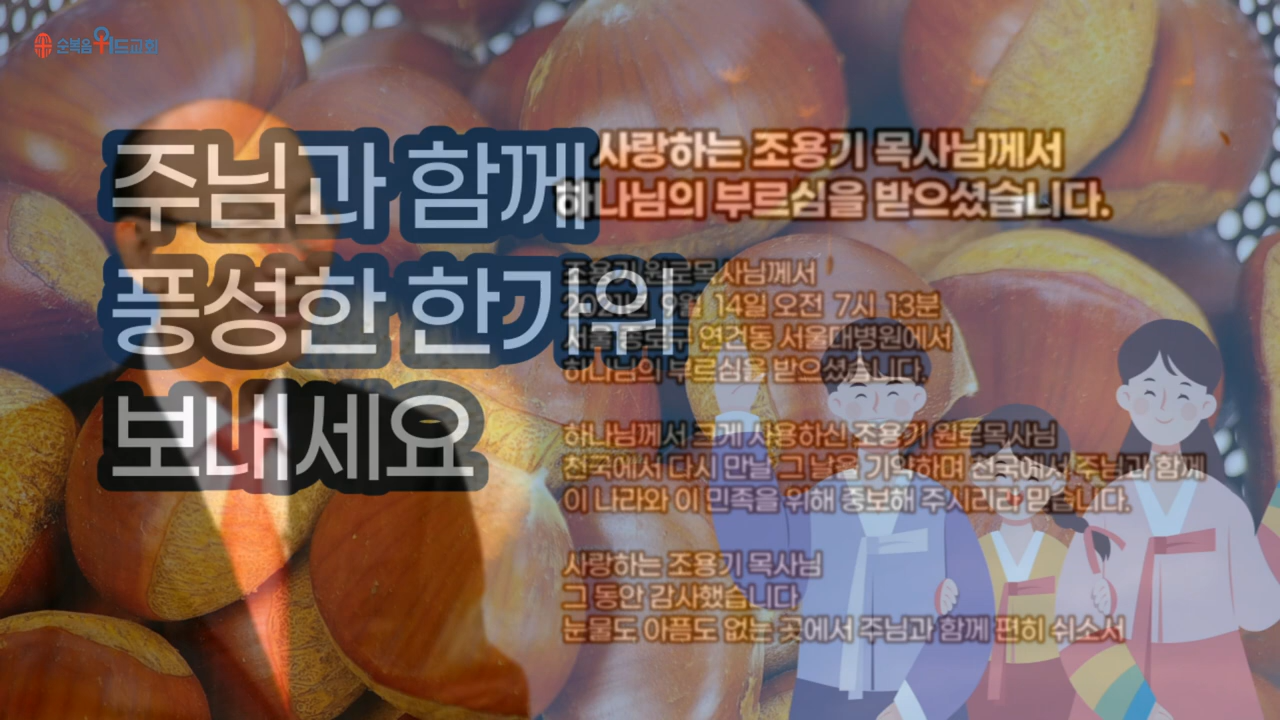 순복음위드교회
주님과 함께
풍성한 한가위
보내세요
사랑하는 조용기 목사님께서
하나님의 부르심을 받으셨습니다.
조용기 원로목사님께서
9월 14일 오전 7시 13분
서울 종로구 연건동 서울대병원에서
하나님의 부르심을 받으셨습니다.
하나님께서 크게 사용하신 조용기 원로목사님
천국에서 다시 만날 그 날을 기억하며 천국에서 주님과 함께
이 나라와 이 민족을 위해 중보해 주시리라 믿습니다.
사랑하는 조용기 목사님
그 동안 감사했습니다
눈물도 아픔도 없는 곳에서 주님과 함께 편히 쉬소서